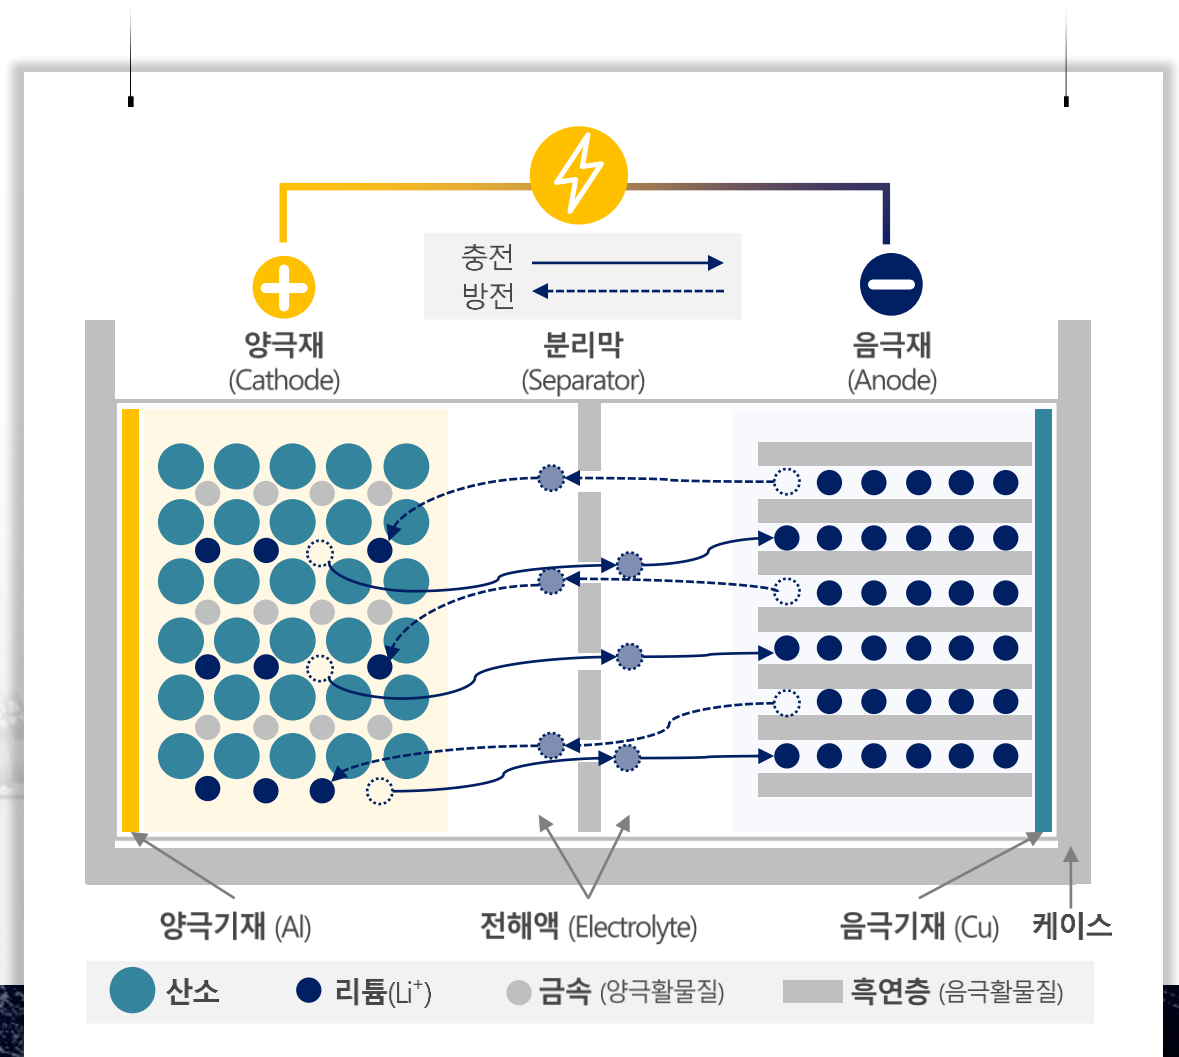 충전
방전
양극재
(Cathode)
분리막
(Separator)
음극재
(Anode)
양극기재 (Al)
전해액 (Electrolyte)
음극기재 (Cu)
케이스
산소
리튬(Li⁺)
금속 (양극활물질)
흑연층 (음극활물질)